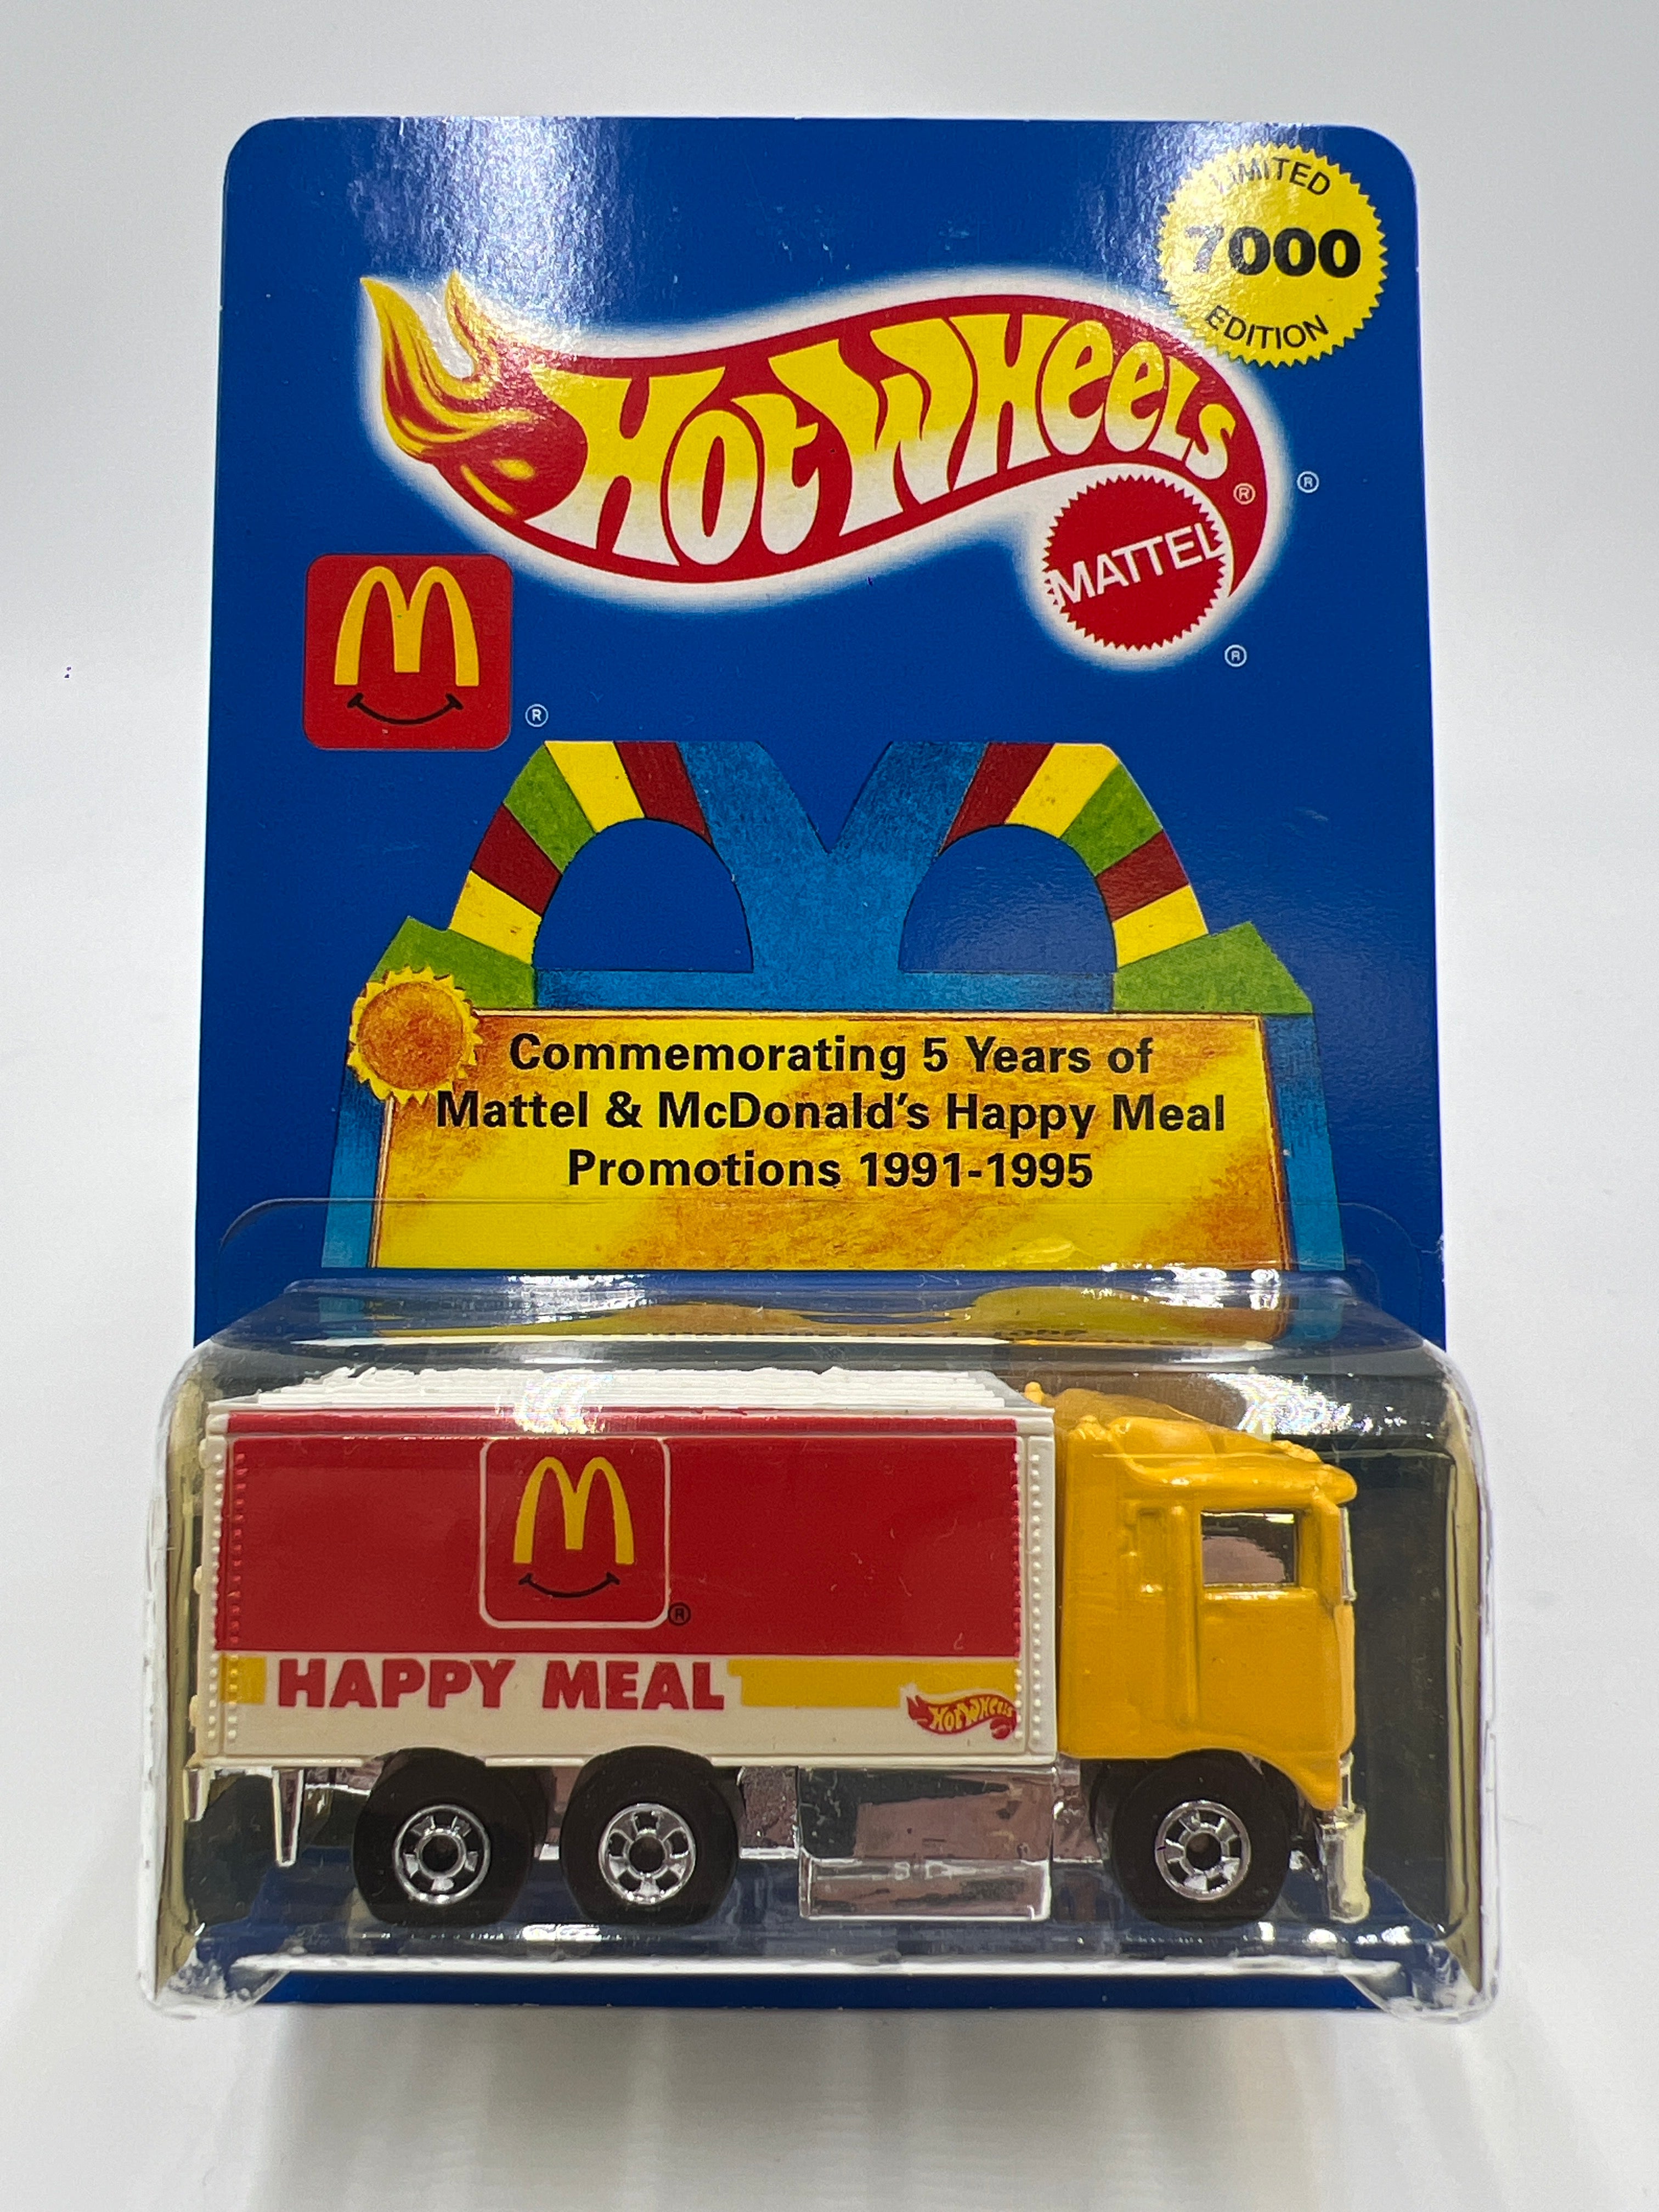 LIMITED
7000
EDITION
HOT WHEELS®
®
MATTEL
®
M
®
Commemorating 5 Years of
Mattel & McDonald's Happy Meal
Promotions 1991-1995
M
®
HAPPY MEAL
HOT WHEELS